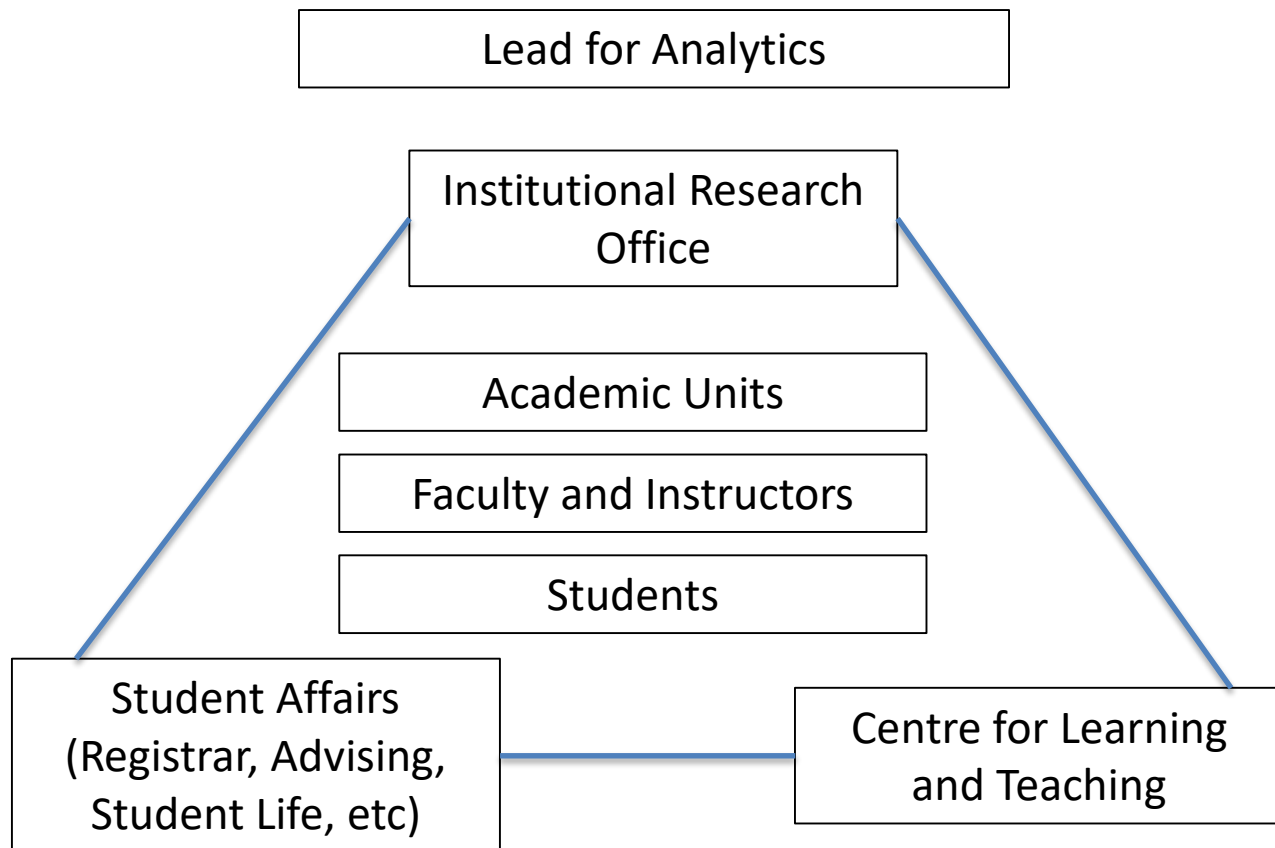 Lead for Analytics
Institutional Research
Office
Academic Units
Faculty and Instructors
Students
Student Affairs
(Registrar, Advising,
Student Life, etc)
Centre for Learning
and Teaching